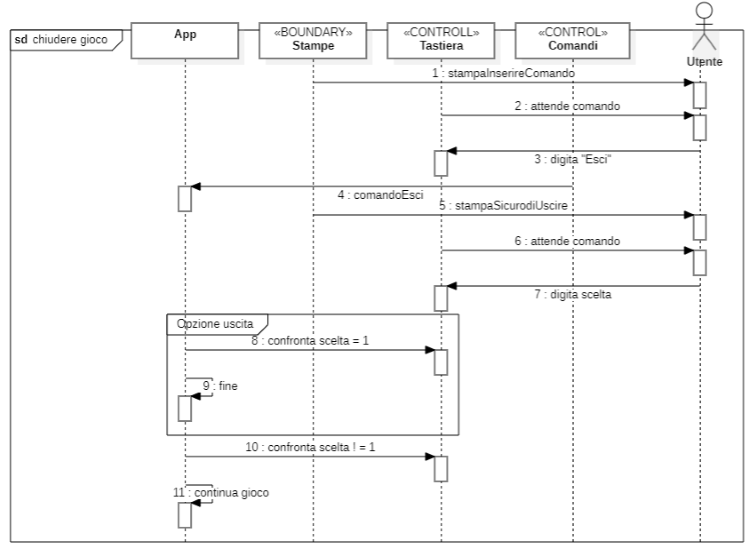 sd chiudere gioco
App
«BOUNDARY»
Stampe
«CONTROLL»
Tastiera
«CONTROL»
Comandi
Utente
1 : stampaInserireComando
2 : attende comando
3 : digita "Esci"
4 : comandoEsci
5 : stampaSicurodiUscire
6 : attende comando
7 : digita scelta
Opzione uscita
8 : confronta scelta = 1
9 : fine
10 : confronta scelta ! = 1
11 : continua gioco